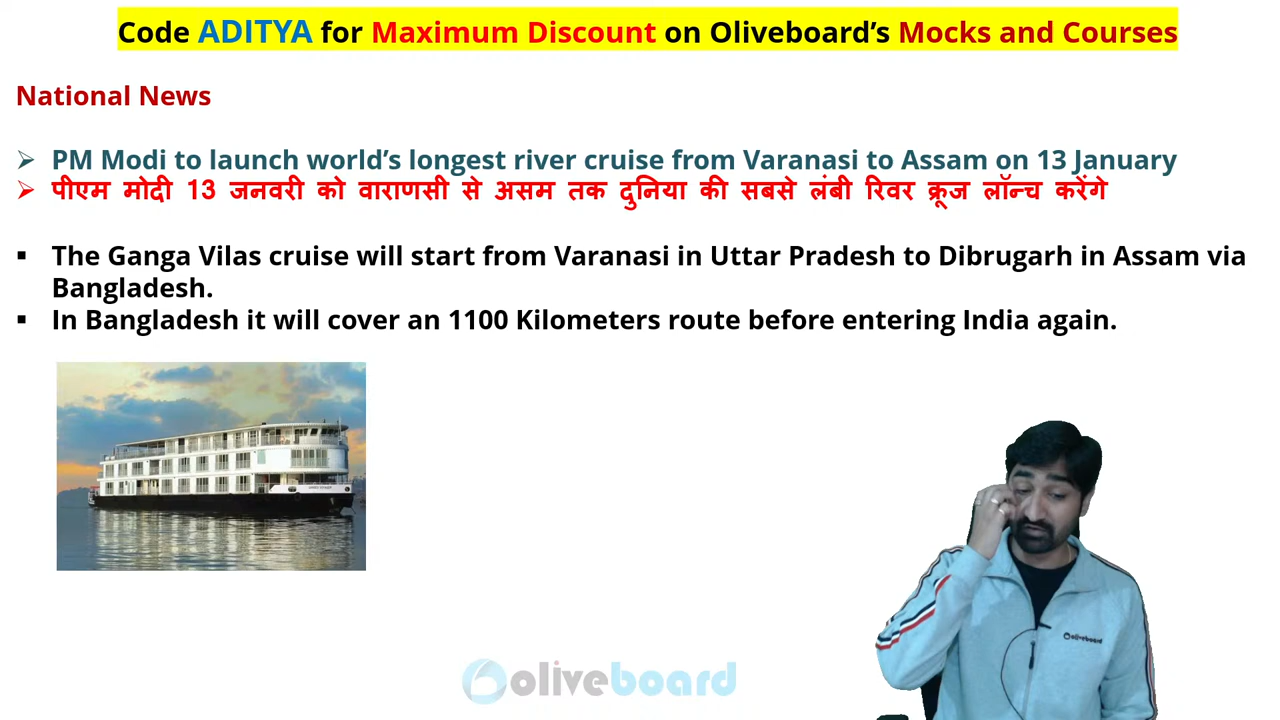 Code ADITYA for Maximum Discount on Oliveboard’s Mocks and Courses
National News
PM Modi to launch world’s longest river cruise from Varanasi to Assam on 13 January
पीएम मोदी 13 जनवरी को वाराणसी से असम तक दुनिया की सबसे लंबी रिवर क्रूज लॉन्च करेंगे
The Ganga Vilas cruise will start from Varanasi in Uttar Pradesh to Dibrugarh in Assam via
Bangladesh.
In Bangladesh it will cover an 1100 Kilometers route before entering India again.
oliveboard
oliveboard